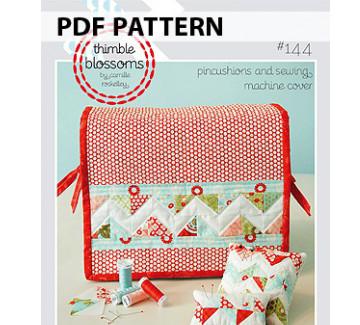 PDF PATTERN
thimble
blossoms
by camille
roskelley
#144
pincushions and sewing
machine cover